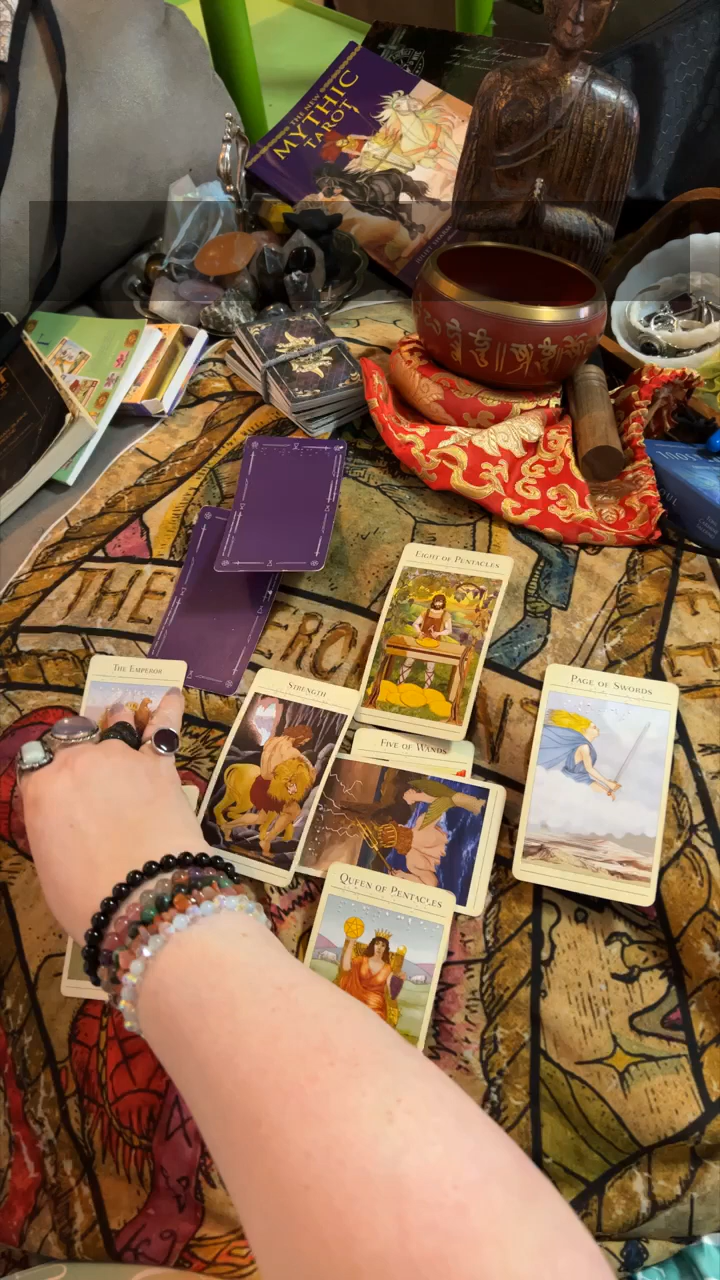 THE NEW
MYTHIC
TAROT
THE
EIGHT OF PENTACLES
THE EMPEROR
STRENGTH
PAGE OF SWORDS
FIVE OF WANDS
QUEEN OF PENTACLES